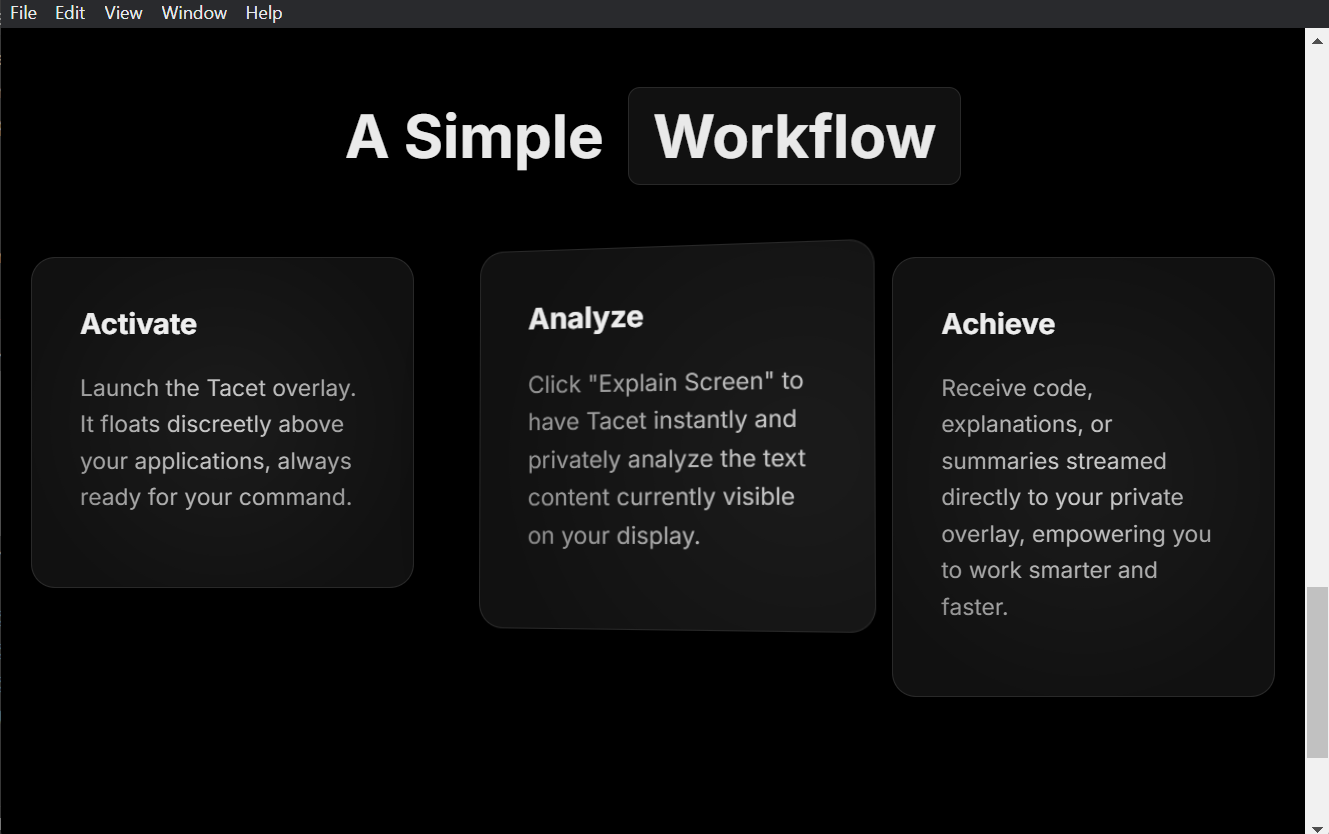 File Edit View Window Help
A Simple Workflow
Activate
Launch the Tacet overlay.
It floats discreetly above
your applications, always
ready for your command.
Analyze
Click "Explain Screen" to
have Tacet instantly and
privately analyze the text
content currently visible
on your display.
Achieve
Receive code,
explanations, or
summaries streamed
directly to your private
overlay, empowering you
to work smarter and
faster.